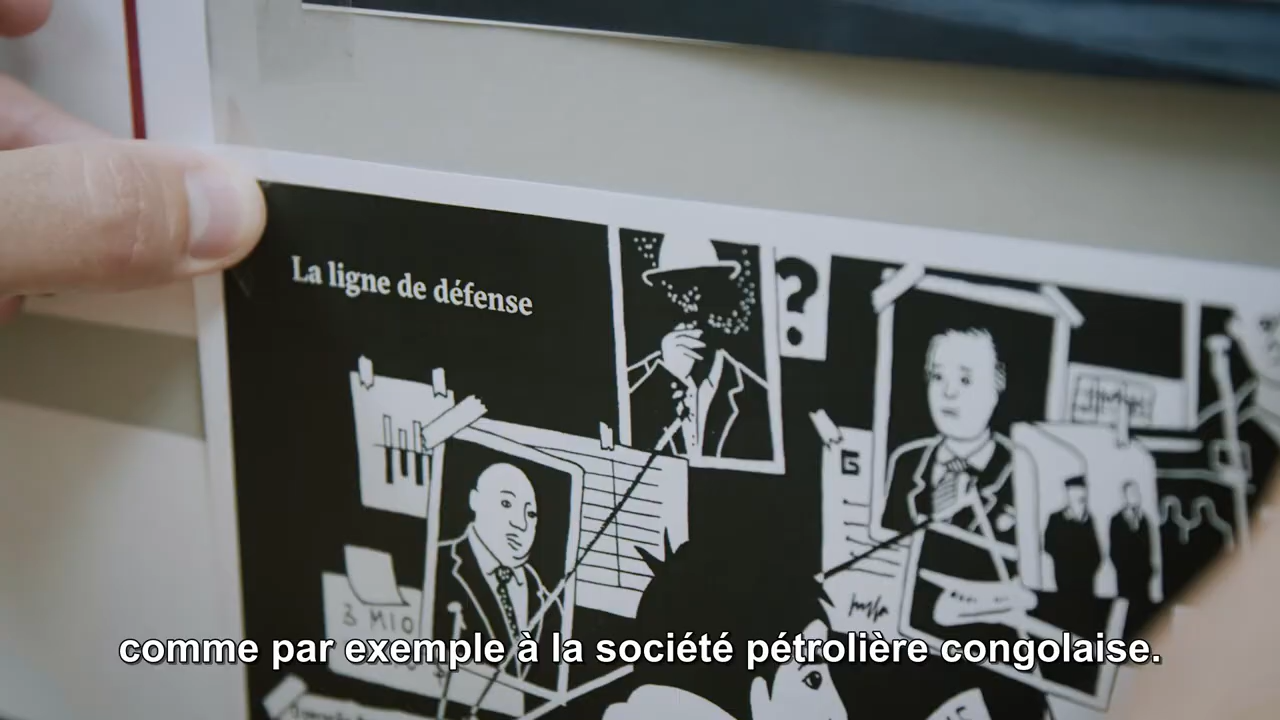 La ligne de défense
?
G
3 MIO
comme par exemple à la société pétrolière congolaise.